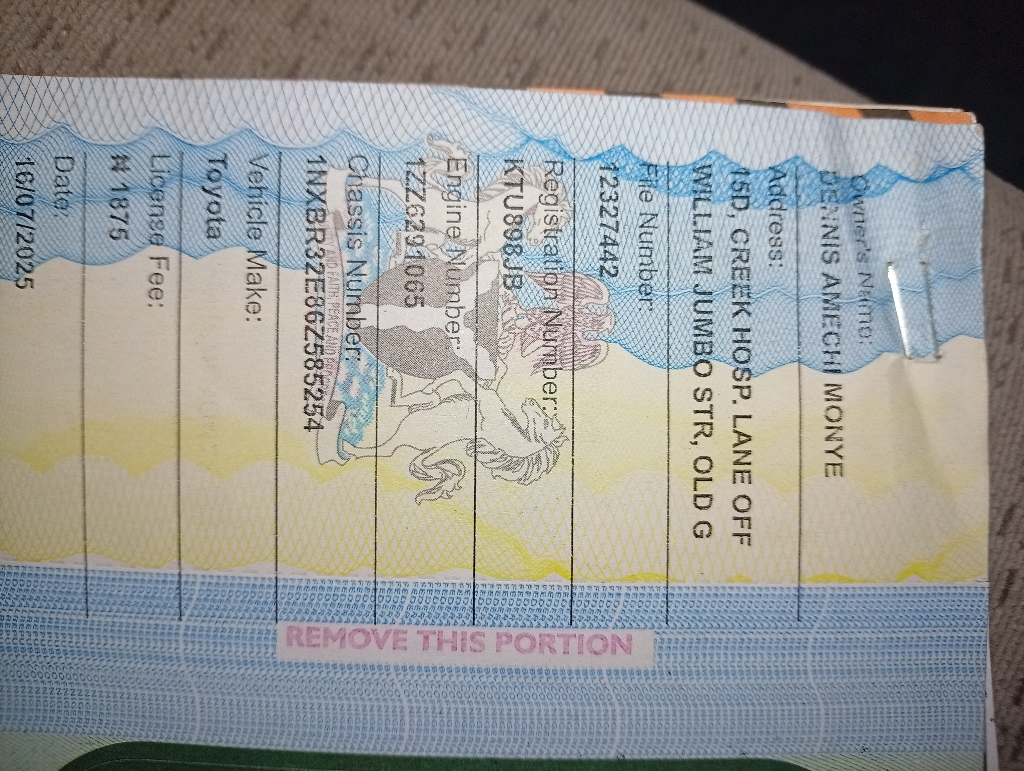 Owner's Name:
DENNIS AMECHI MONYE
Address:
15D, CREEK HOSP. LANE OFF
WILLIAM JUMBO STR, OLD G
File Number:
12327442
Registration Number:
KTU898JB
Engine Number:
1ZZ6291065
Chassis Number:
1NXBR32E86Z585254
Vehicle Make:
Toyota
License Fee:
₦ 1875
Date:
16/07/2025
REMOVE THIS PORTION